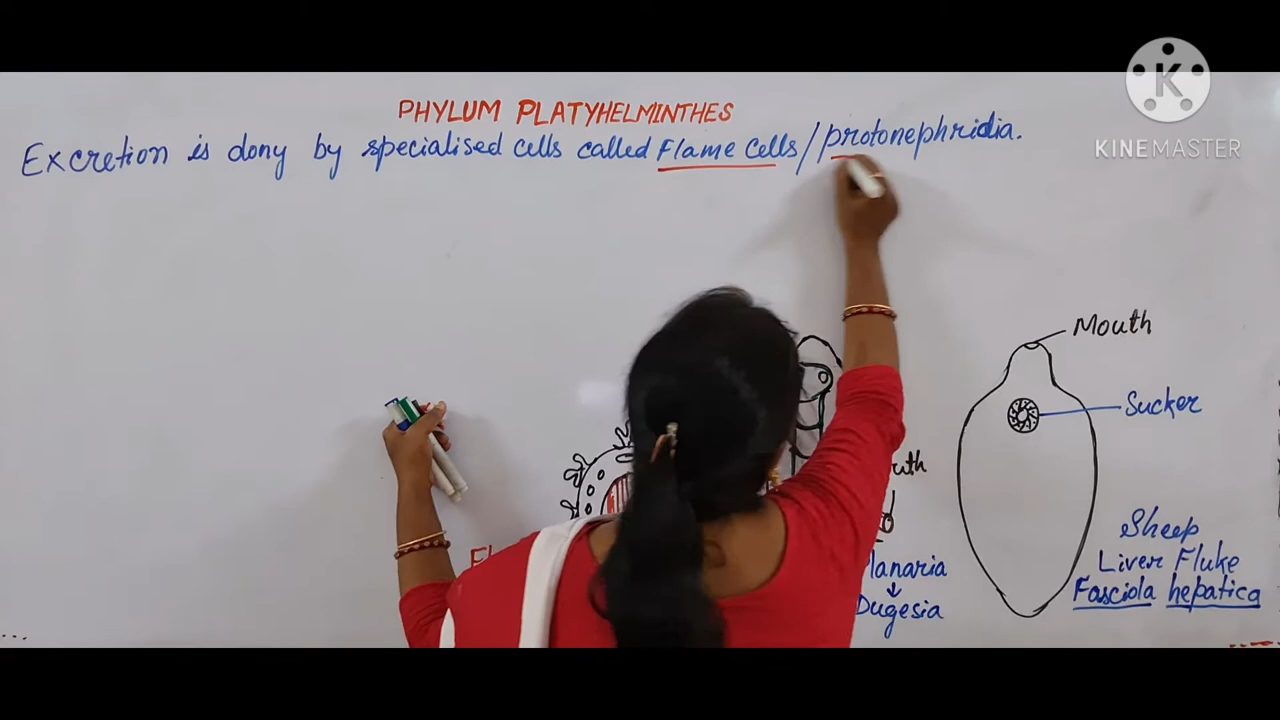 PHYLUM PLATYHELMINTHES
Excretion is dony by specialised cells called Flame Cells/protonephridia.
KINEMASTER
Mouth
Sucker
Sheep
Liver Fluke
Fasciola hepatica
Dugesia